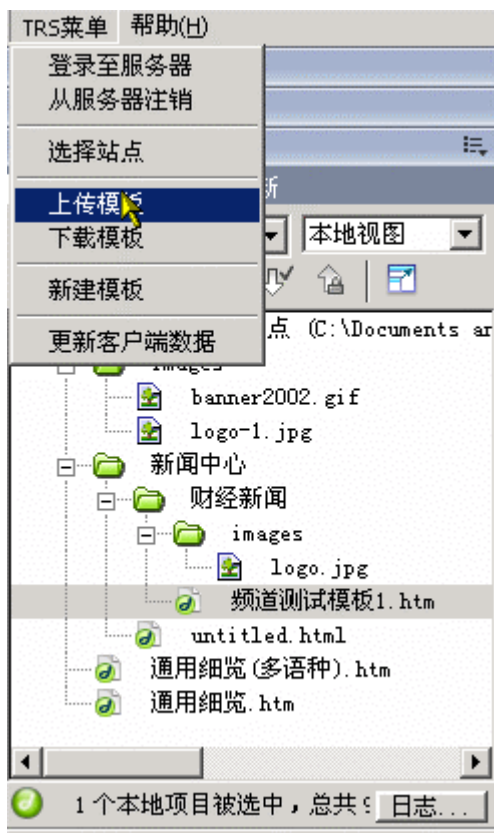 TRS菜单 帮助(H)
登录至服务器
从服务器注销
选择站点
上传模板
下载模板
本地视图
新建模板
更新客户端数据
点 (C:\Documents ar
images
banner2002.gif
logo-1.jpg
新闻中心
财经新闻
images
logo.jpg
频道测试模板1.htm
untitled.html
通用细览(多语种).htm
通用细览.htm
1 个本地项目被选中，总共 日志...